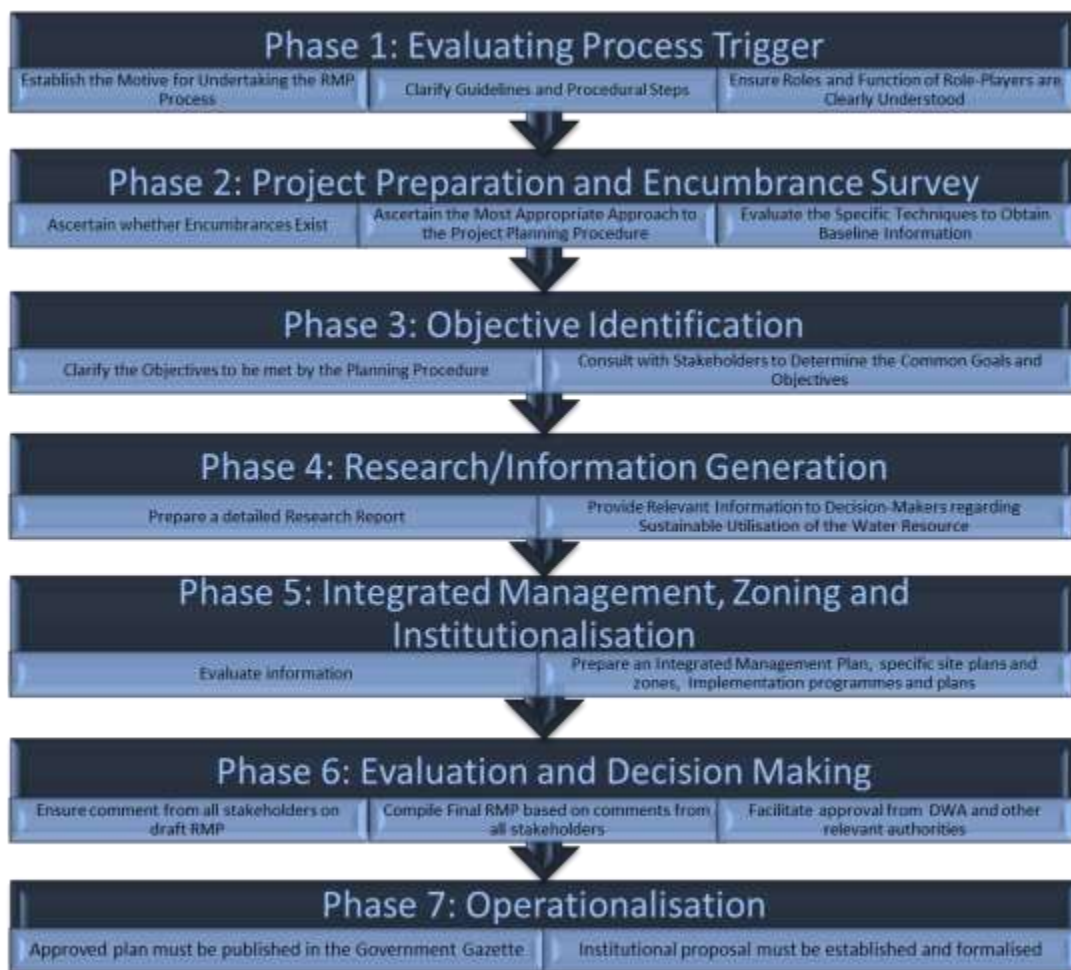 Phase 1: Evaluating Process Trigger
Establish the Motive for Undertaking the RMP
Process
Clarify Guidelines and Procedural Steps
Ensure Roles and Function of Role-Players are
Clearly Understood
Phase 2: Project Preparation and Encumbrance Survey
Ascertain whether Encumbrances Exist
Ascertain the Most Appropriate Approach to
the Project Planning Procedure
Evaluate the Specific Techniques to Obtain
Baseline Information
Phase 3: Objective Identification
Clarify the Objectives to be met by the Planning Procedure
Consult with Stakeholders to Determine the Common Goals and
Objectives
Phase 4: Research/Information Generation
Prepare a detailed Research Report
Provide Relevant Information to Decision-Makers regarding
Sustainable Utilisation of the Water Resource
Phase 5: Integrated Management, Zoning and
Institutionalisation
Evaluate information
Prepare an Integrated Management Plan, specific site plans and
zones, Implementation programmes and plans
Phase 6: Evaluation and Decision Making
Ensure comment from all stakeholders on
draft RMP
Compile Final RMP based on comments from
all stakeholders
Facilitate approval from DWA and other
relevant authorities
Phase 7: Operationalisation
Approved plan must be published in the Government Gazette
Institutional proposal must be established and formalised